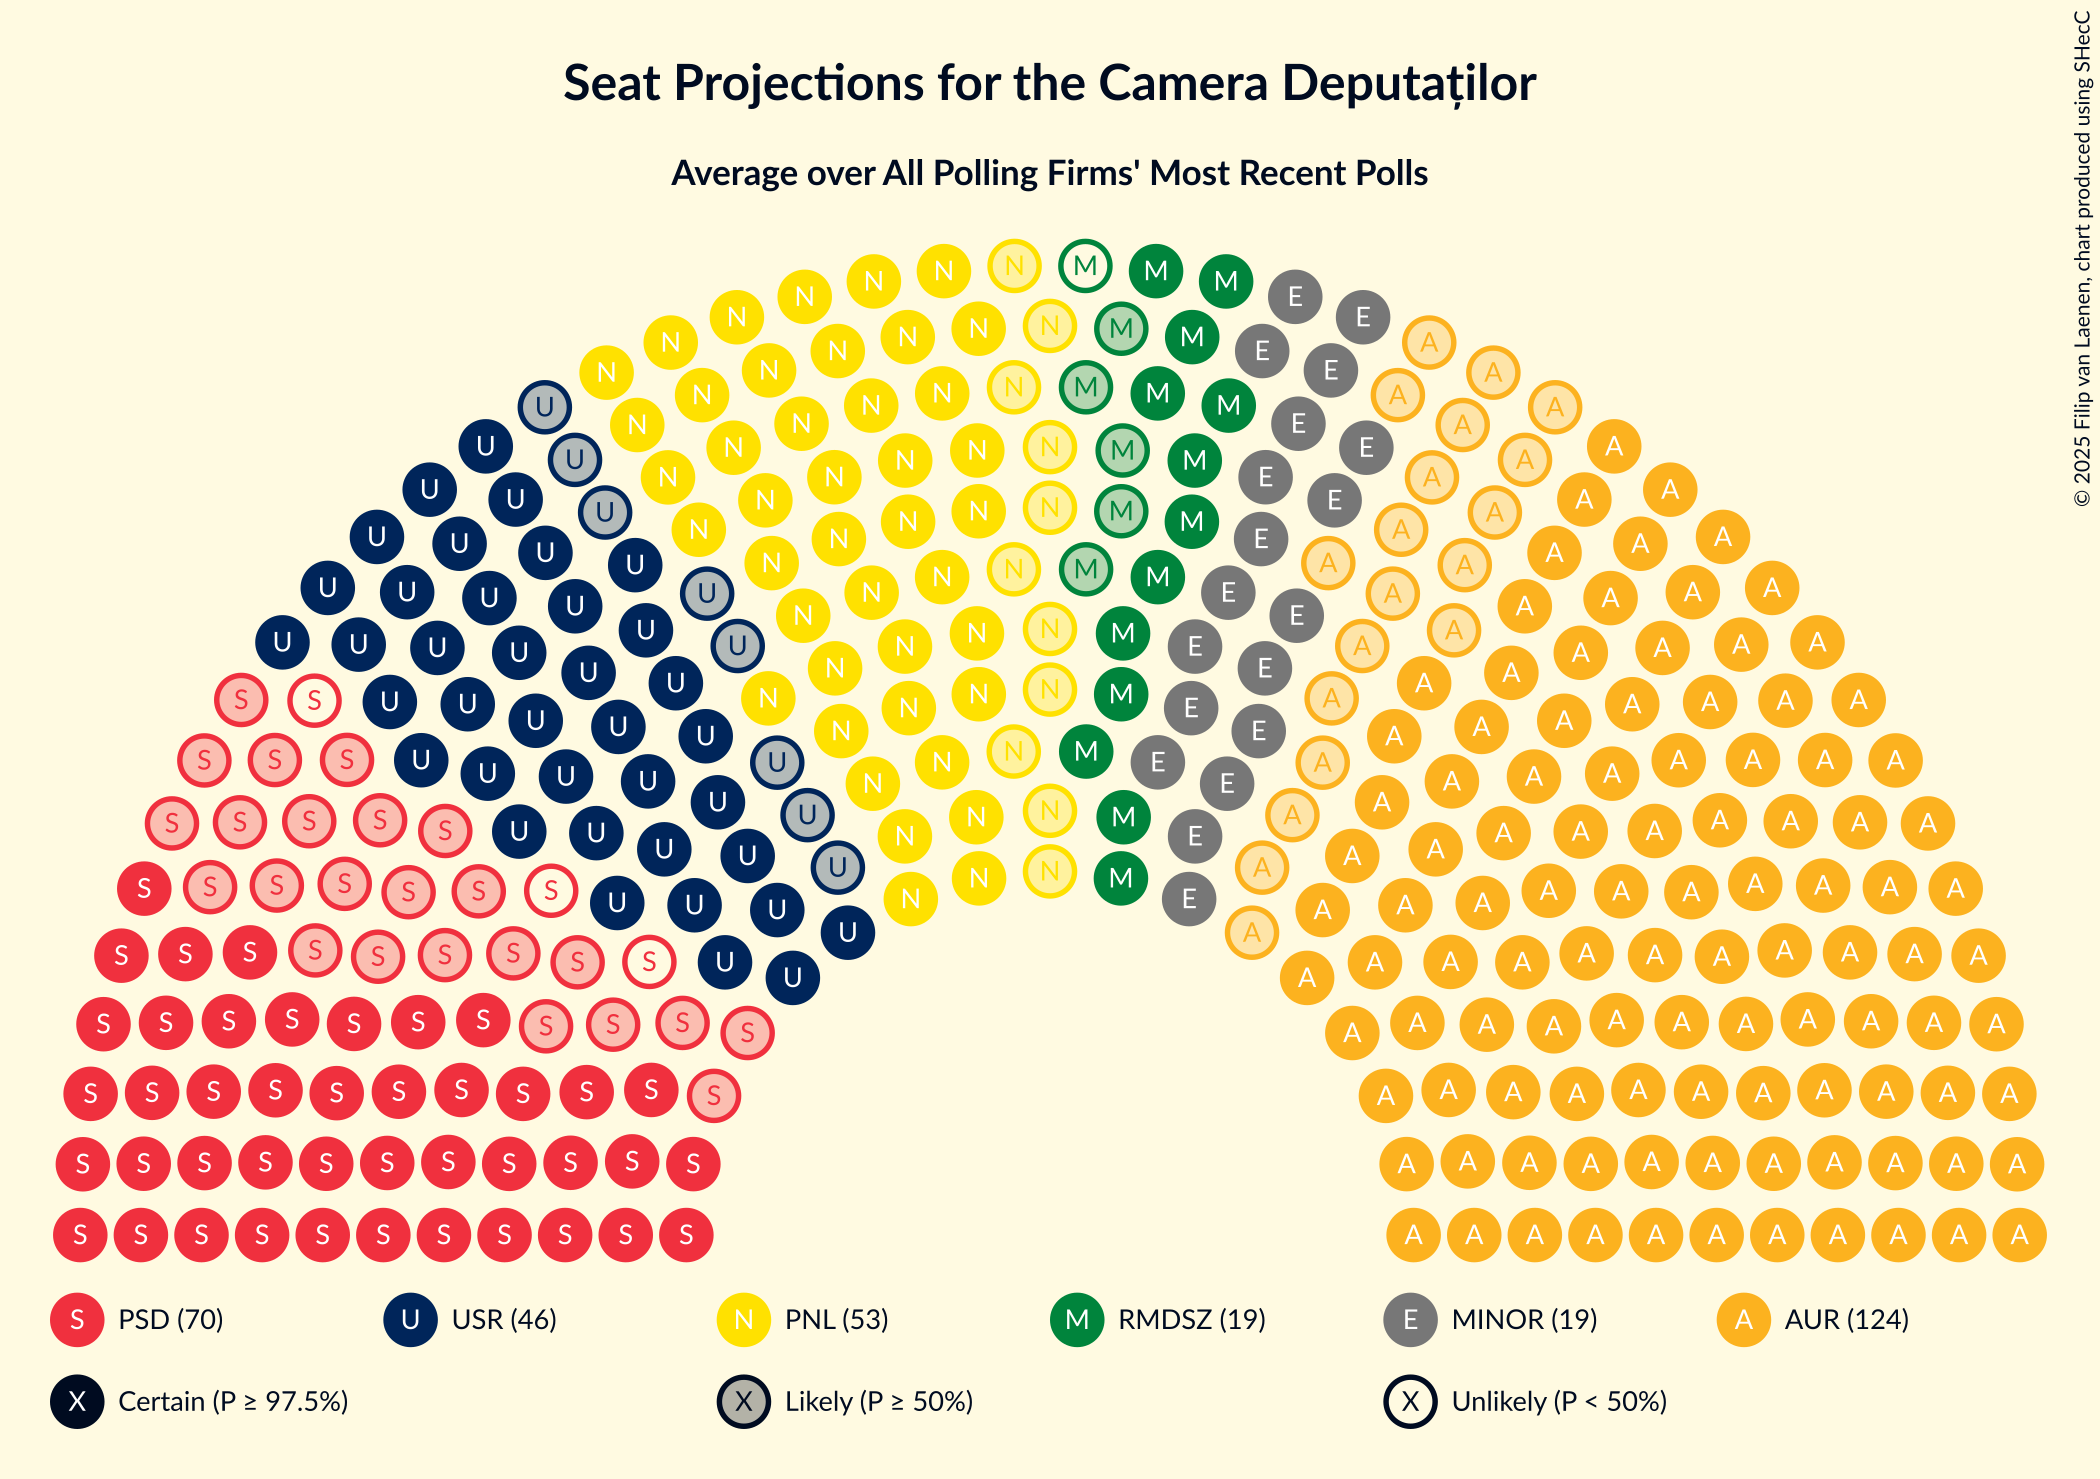 Seat Projections for the Camera Deputaților
Average over All Polling Firms' Most Recent Polls
© 2025 Filip van Laenen, chart produced using SHecC
S PSD (70)
U USR (46)
N PNL (53)
M RMDSZ (19)
E MINOR (19)
A AUR (124)
X Certain (P ≥ 97.5%)
X Likely (P ≥ 50%)
X Unlikely (P < 50%)